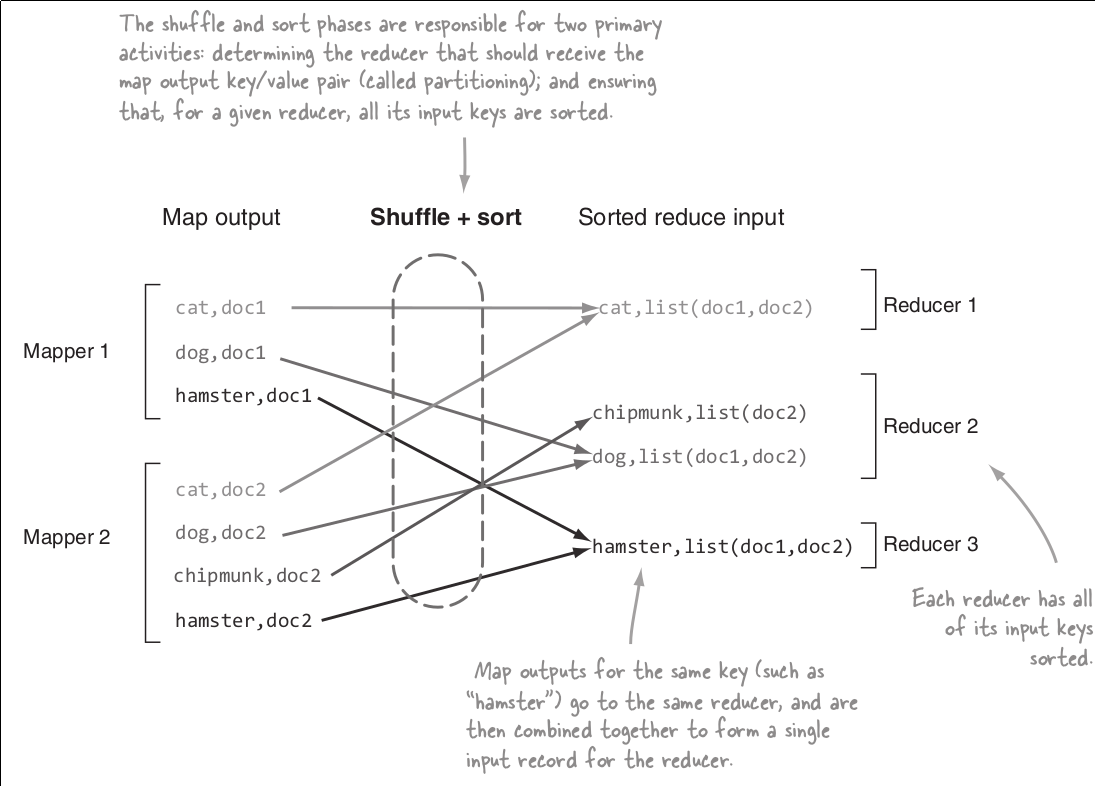 The shuffle and sort phases are responsible for two primary
activities: determining the reducer that should receive the
map output key/value pair (called partitioning); and ensuring
that, for a given reducer, all its input keys are sorted.
Map output
Shuffle + sort
Sorted reduce input
Mapper 1
cat,doc1
dog,doc1
hamster,doc1
Mapper 2
cat,doc2
dog,doc2
chipmunk,doc2
hamster,doc2
cat,list(doc1,doc2)
Reducer 1
chipmunk,list(doc2)
dog,list(doc1,doc2)
Reducer 2
hamster,list(doc1,doc2)
Reducer 3
Each reducer has all
of its input keys
sorted.
Map outputs for the same key (such as
"hamster") go to the same reducer, and are
then combined together to form a single
input record for the reducer.